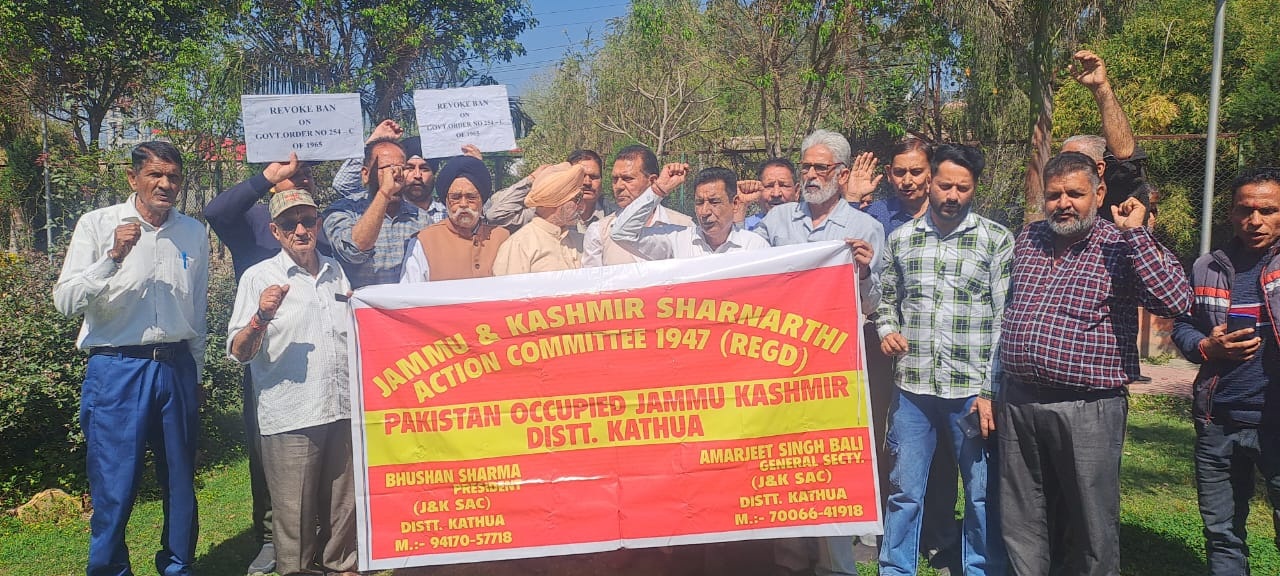 REVOKE BAN
ON
GOVT.ORDER NO 254 – C
OF 1965
REVOKE BAN
ON
GOVT.ORDER NO 254 – C
OF 1965
JAMMU & KASHMIR SHARNARTHI
ACTION COMMITTEE 1947 (REGD)
PAKISTAN OCCUPIED JAMMU KASHMIR
DISTT. KATHUA
BHUSHAN SHARMA
PRESIDENT
(J&K SAC)
DISTT. KATHUA
M.:- 94170-57718
AMARJEET SINGH BALI
GENERAL SECTY.
(J&K SAC)
DISTT. KATHUA
M.:- 70066-41918